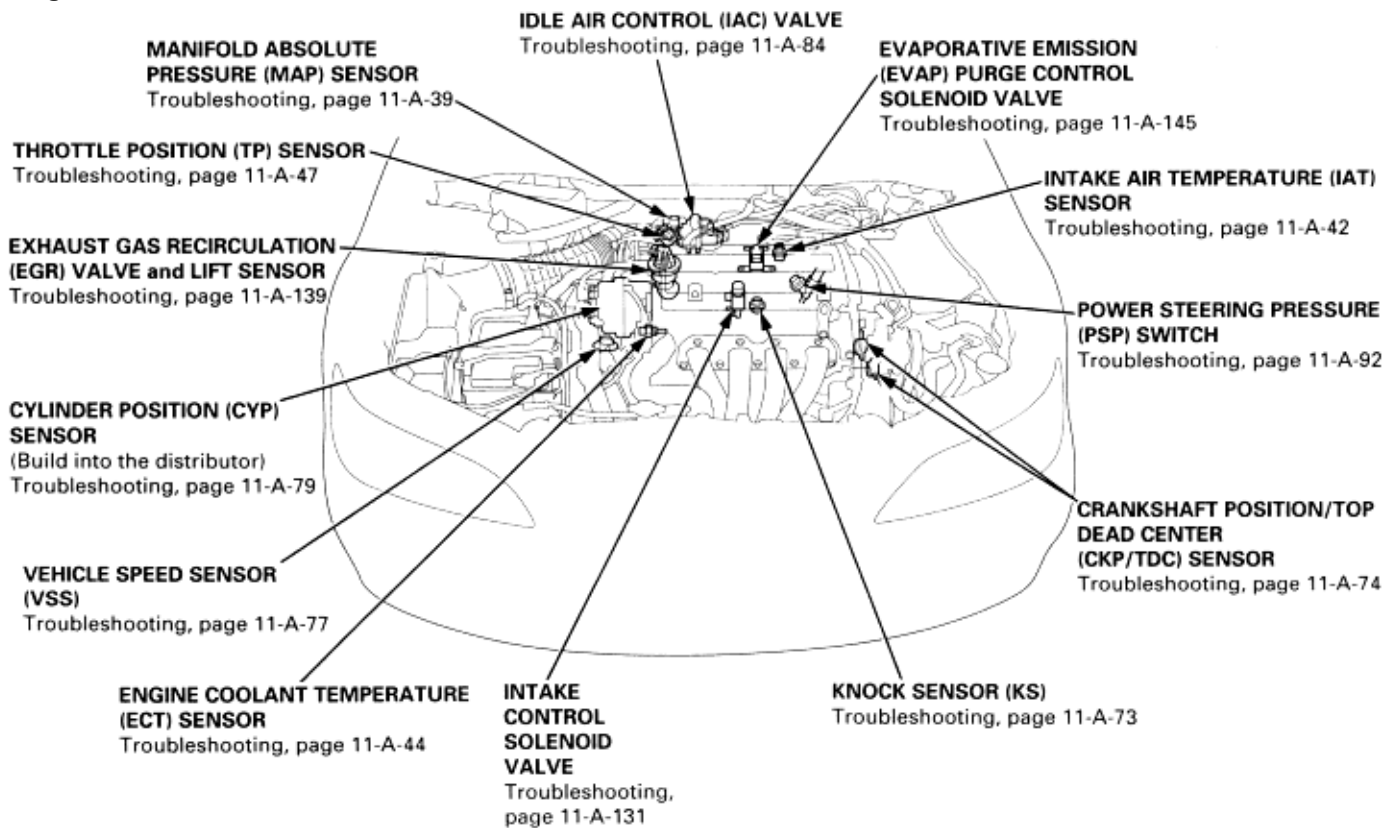 IDLE AIR CONTROL (IAC) VALVE
Troubleshooting, page 11-A-84
MANIFOLD ABSOLUTE
PRESSURE (MAP) SENSOR
Troubleshooting, page 11-A-39
EVAPORATIVE EMISSION
(EVAP) PURGE CONTROL
SOLENOID VALVE
Troubleshooting, page 11-A-145
THROTTLE POSITION (TP) SENSOR
Troubleshooting, page 11-A-47
INTAKE AIR TEMPERATURE (IAT)
SENSOR
Troubleshooting, page 11-A-42
EXHAUST GAS RECIRCULATION
(EGR) VALVE and LIFT SENSOR
Troubleshooting, page 11-A-139
POWER STEERING PRESSURE
(PSP) SWITCH
Troubleshooting, page 11-A-92
CYLINDER POSITION (CYP)
SENSOR
(Build into the distributor)
Troubleshooting, page 11-A-79
CRANKSHAFT POSITION/TOP
DEAD CENTER
(CKP/TDC) SENSOR
Troubleshooting, page 11-A-74
VEHICLE SPEED SENSOR
(VSS)
Troubleshooting, page 11-A-77
ENGINE COOLANT TEMPERATURE
(ECT) SENSOR
Troubleshooting, page 11-A-44
INTAKE
CONTROL
SOLENOID
VALVE
Troubleshooting,
page 11-A-131
KNOCK SENSOR (KS)
Troubleshooting, page 11-A-73